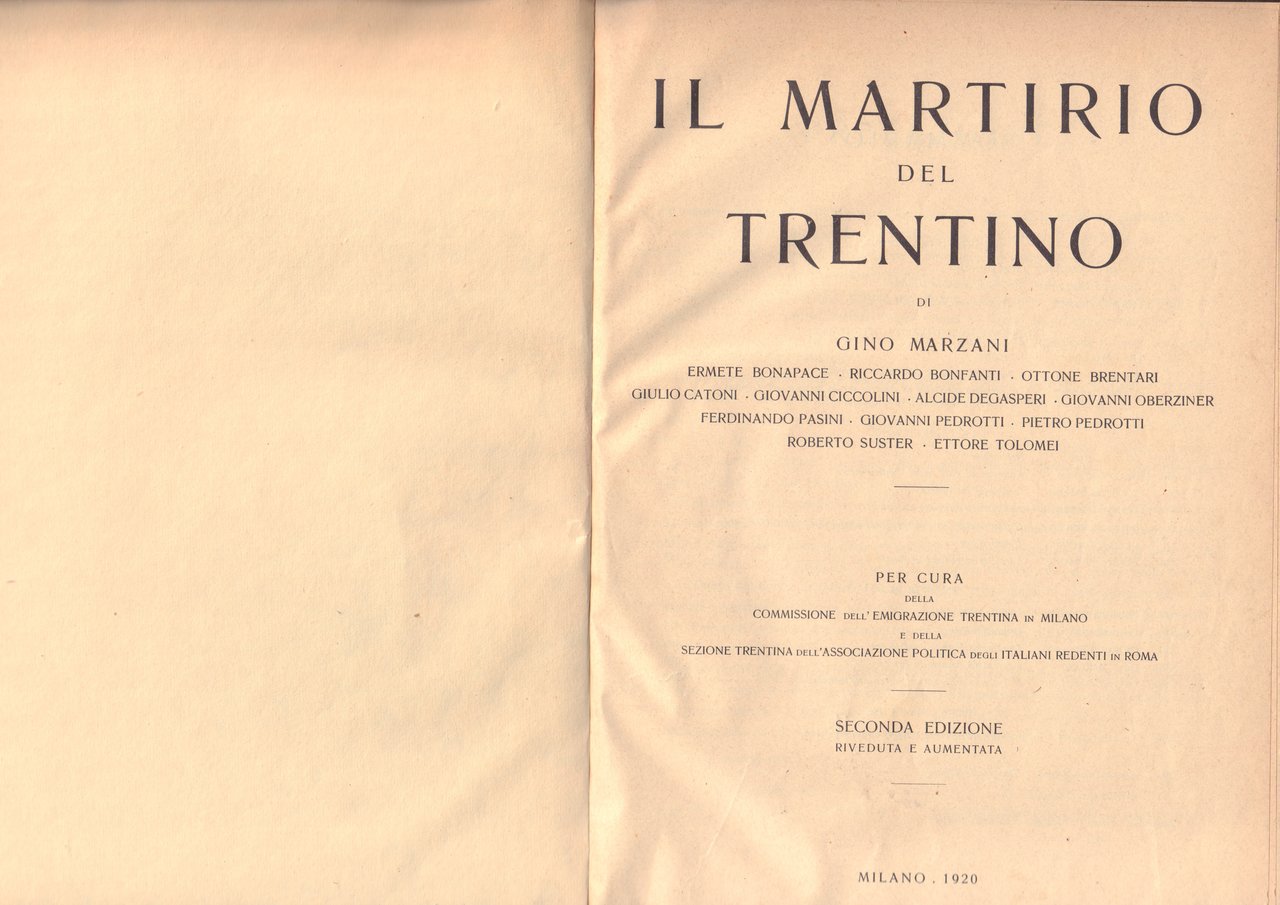 IL MARTIRIO
DEL
TRENTINO
DI
GINO MARZANI
ERMETE BONAPACE . RICCARDO BONFANTI . OTTONE BRENTARI
GIULIO CATONI . GIOVANNI CICCOLINI . ALCIDE DEGASPERI . GIOVANNI OBERZINER
FERDINANDO PASINI . GIOVANNI PEDROTTI . PIETRO PEDROTTI
ROBERTO SUSTER . ETTORE TOLOMEI
PER CURA
DELLA
COMMISSIONE DELL'EMIGRAZIONE TRENTINA IN MILANO
E DELLA
SEZIONE TRENTINA DELL'ASSOCIAZIONE POLITICA DEGLI ITALIANI REDENTI IN ROMA
SECONDA EDIZIONE
RIVEDUTA E AUMENTATA
MILANO . 1920